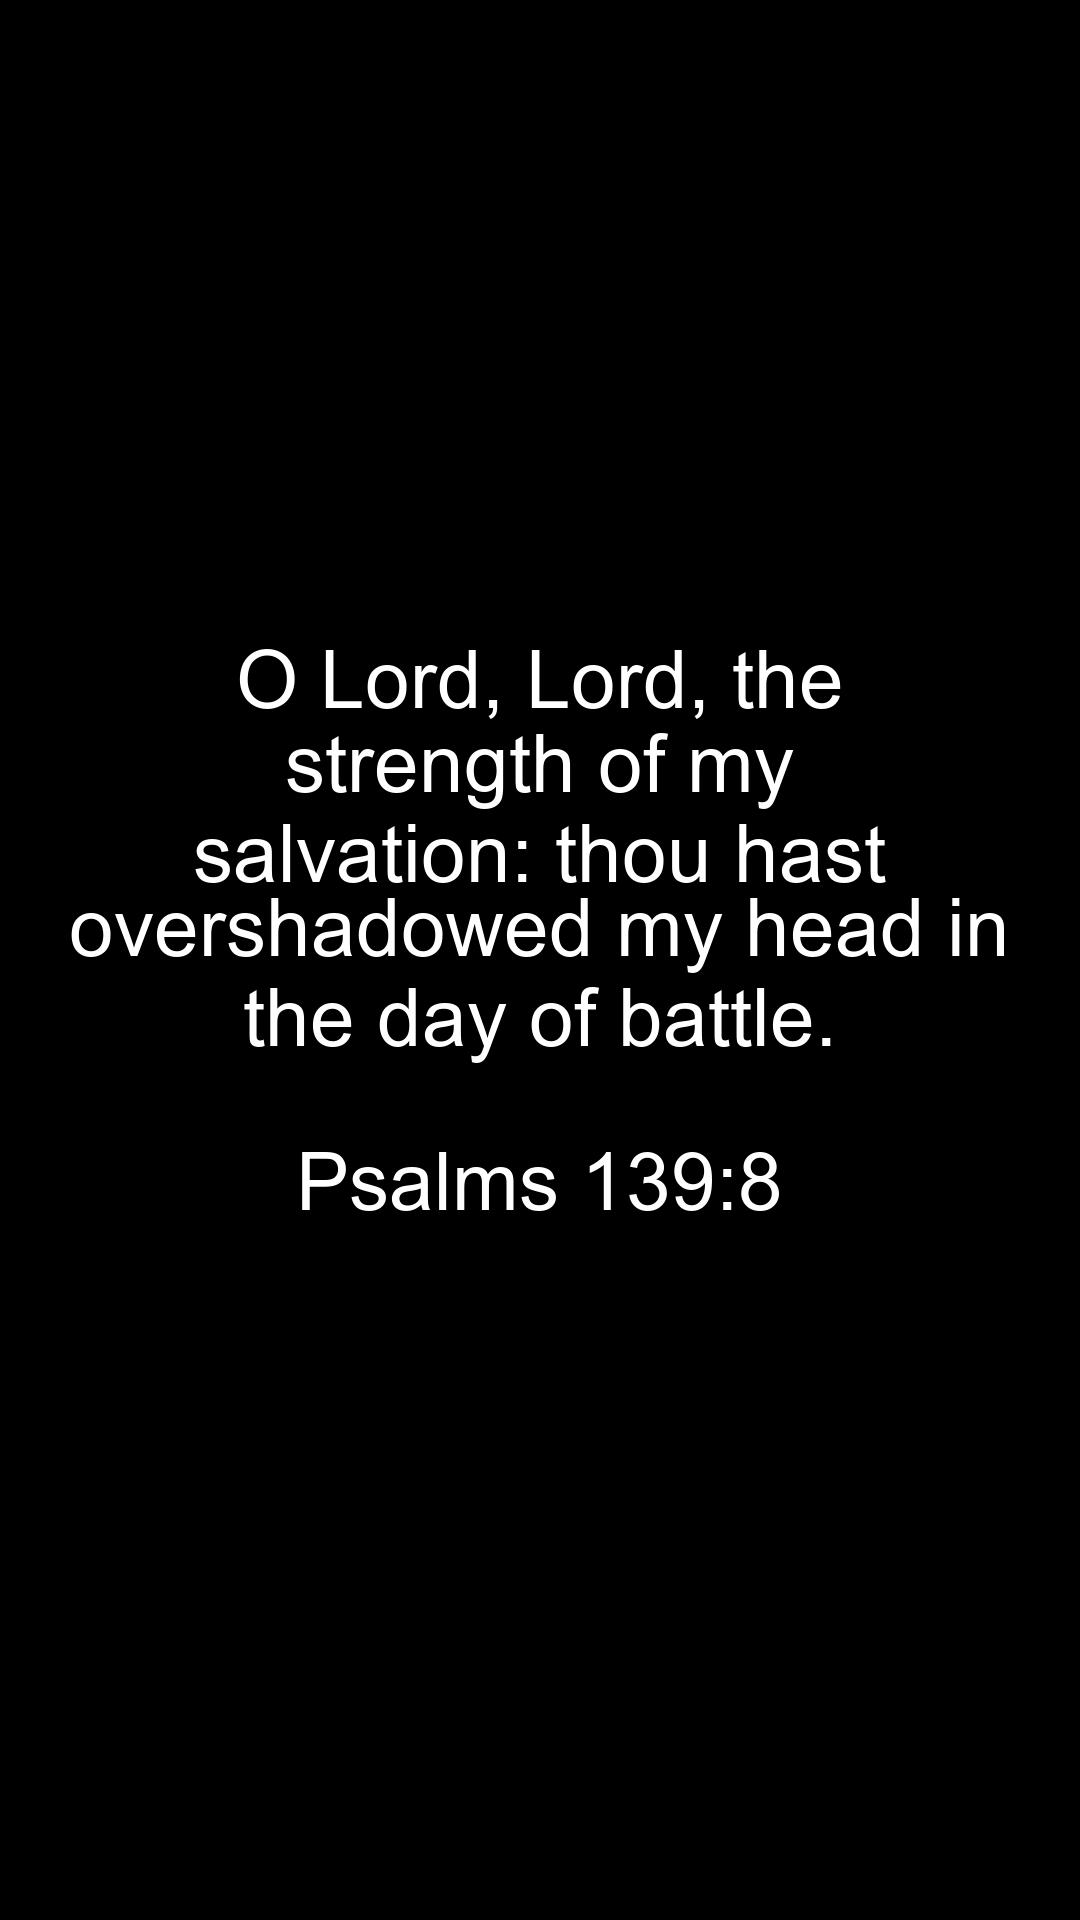 O Lord, Lord, the
strength of my
salvation: thou hast
overshadowed my head in
the day of battle.
Psalms 139:8